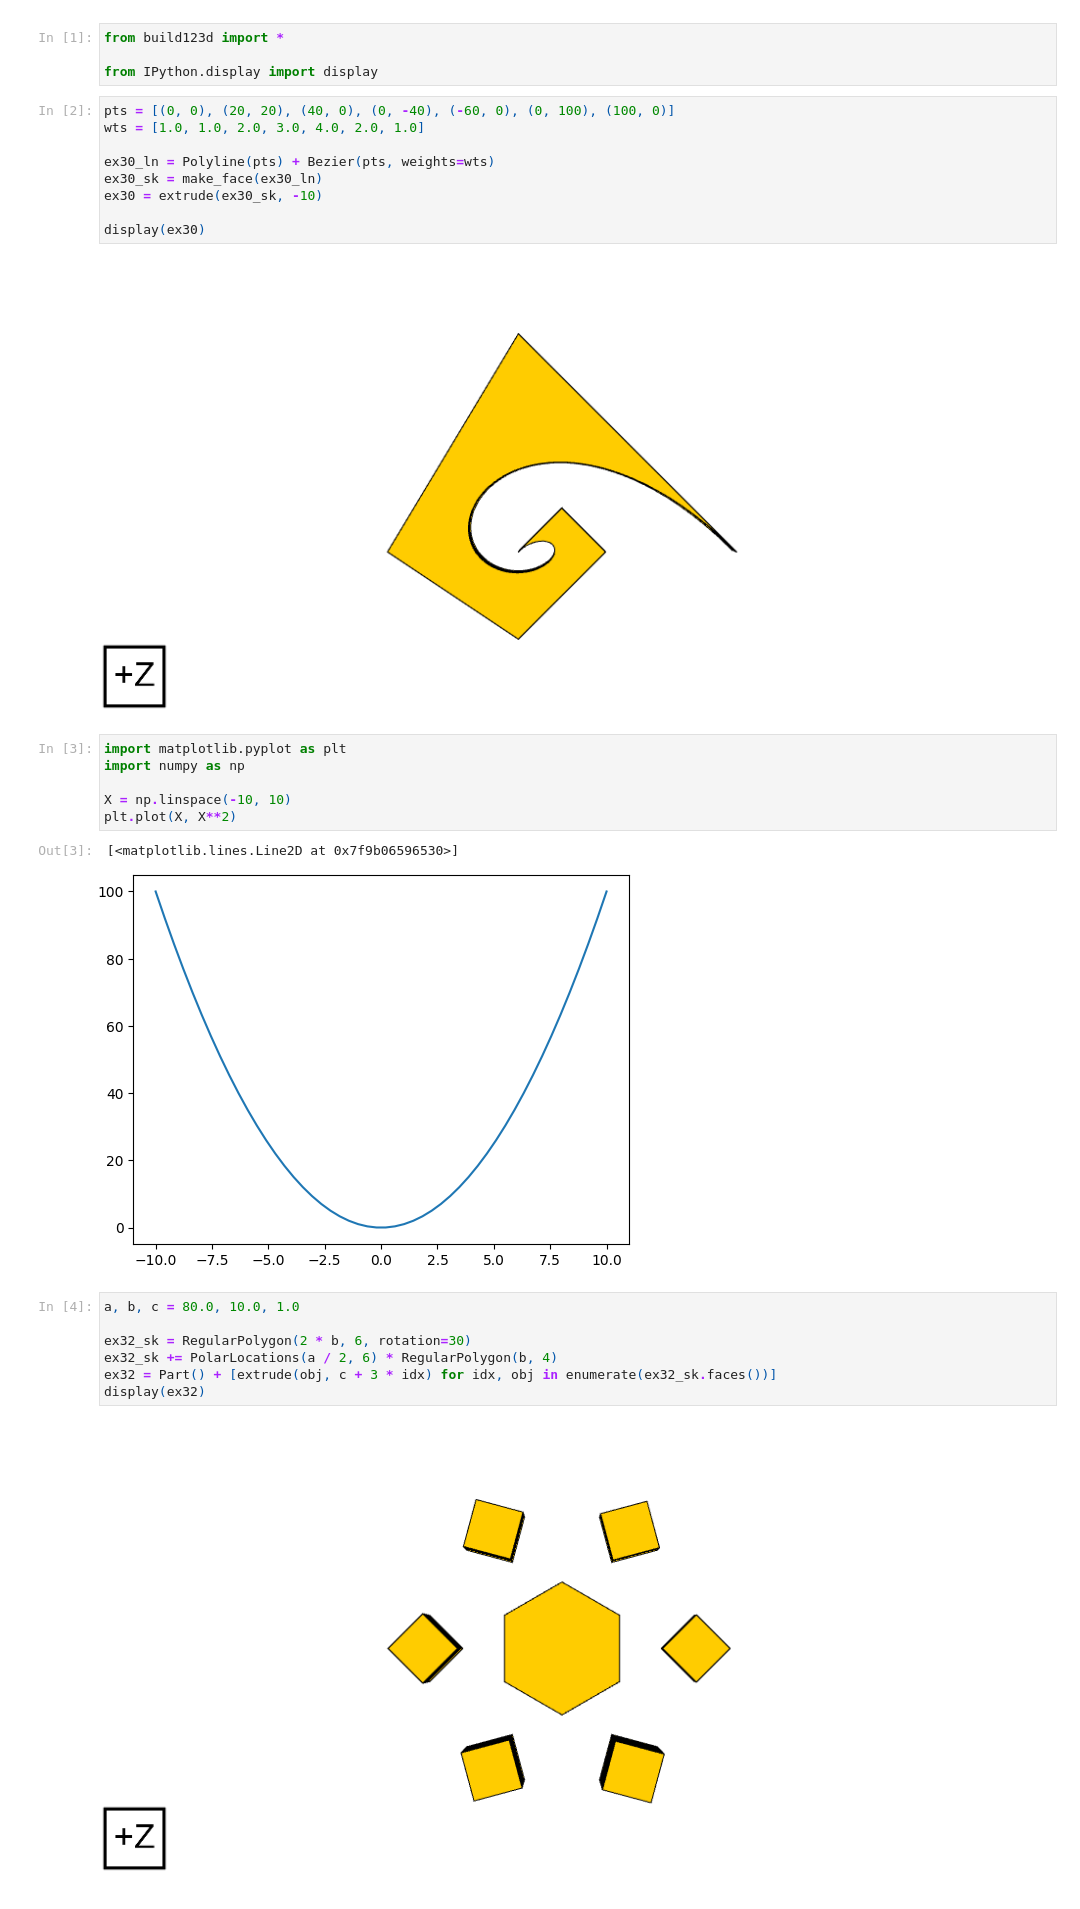 In [1]: from build123d import *
from IPython.display import display
In [2]: pts = [(0, 0), (20, 20), (40, 0), (0, -40), (-60, 0), (0, 100), (100, 0)]
wts = [1.0, 1.0, 2.0, 3.0, 4.0, 2.0, 1.0]
ex30_ln = Polyline(pts) + Bezier(pts, weights=wts)
ex30_sk = make_face(ex30_ln)
ex30 = extrude(ex30_sk, -10)
display(ex30)
+Z
In [3]: import matplotlib.pyplot as plt
import numpy as np
X = np.linspace(-10, 10)
plt.plot(X, X**2)
Out[3]: [<matplotlib.lines.Line2D at 0x7f9b06596530>]
100
80
60
40
20
0
−10.0 −7.5 −5.0 −2.5 0.0 2.5 5.0 7.5 10.0
In [4]: a, b, c = 80.0, 10.0, 1.0
ex32_sk = RegularPolygon(2 * b, 6, rotation=30)
ex32_sk += PolarLocations(a / 2, 6) * RegularPolygon(b, 4)
ex32 = Part() + [extrude(obj, c + 3 * idx) for idx, obj in enumerate(ex32_sk.faces())]
display(ex32)
+Z